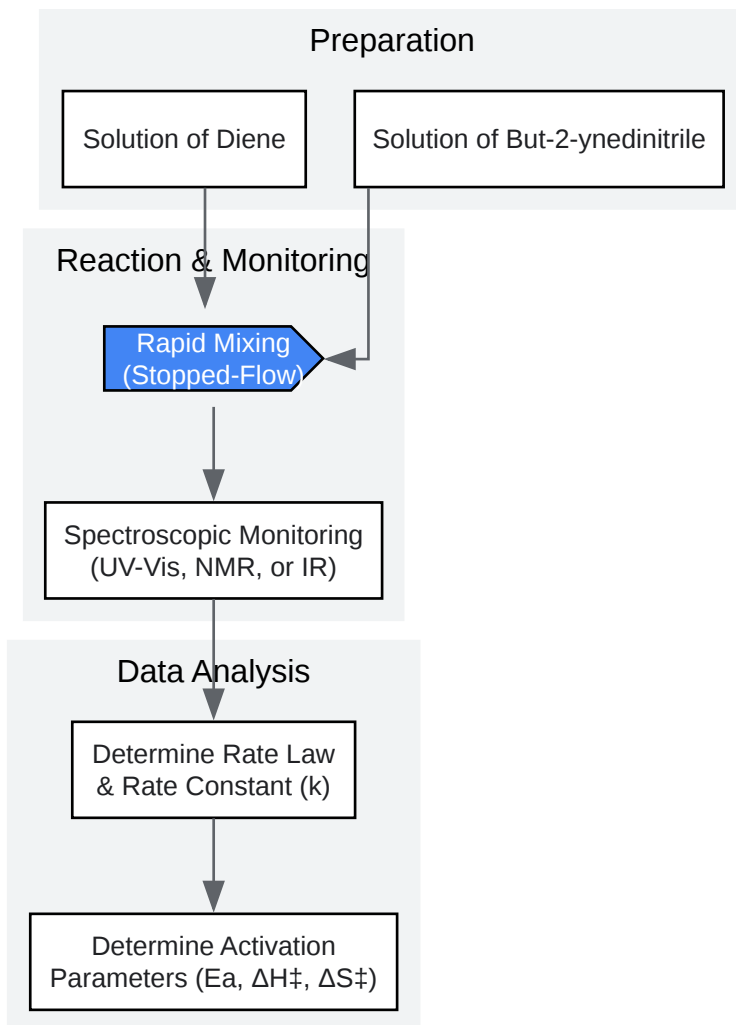 Preparation
Solution of Diene
Solution of But-2-ynedinitrile
Reaction & Monitoring
Rapid Mixing
(Stopped-Flow)
Spectroscopic Monitoring
(UV-Vis, NMR, or IR)
Data Analysis
Determine Rate Law
& Rate Constant (k)
Determine Activation
Parameters (Ea, ΔH‡, ΔS‡)